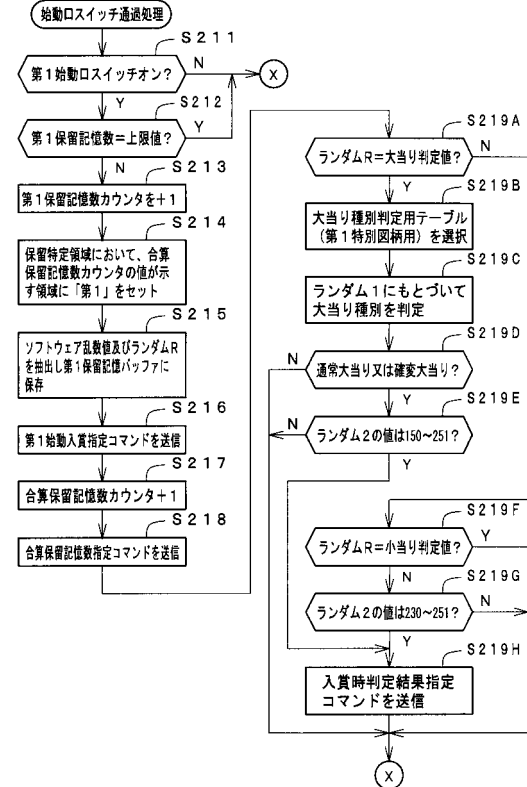 始動口スイッチ通過処理
S211
第1始動口スイッチオン?
N
X
Y
S212
第1保留記憶数=上限値?
Y
N
S213
第1保留記憶数カウンタを+1
S214
保留特定領域において、合算
保留記憶数カウンタの値が示
す領域に「第1」をセット
S215
ソフトウェア乱数値及びランダムR
を抽出し第1保留記憶バッファに
保存
S216
第1始動入賞指定コマンドを送信
S217
合算保留記憶数カウンタ+1
S218
合算保留記憶数指定コマンドを送信
S219A
ランダムR=大当り判定値?
N
Y
S219B
大当り種別判定用テーブル
(第1特別図柄用)を選択
S219C
ランダム1にもとづいて
大当り種別を判定
S219D
N
通常大当り又は確変大当り?
Y
S219E
N
ランダム2の値は150~251?
Y
S219F
ランダムR=小当り判定値?
Y
N
S219G
ランダム2の値は230~251?
N
Y
S219H
入賞時判定結果指定
コマンドを送信
X